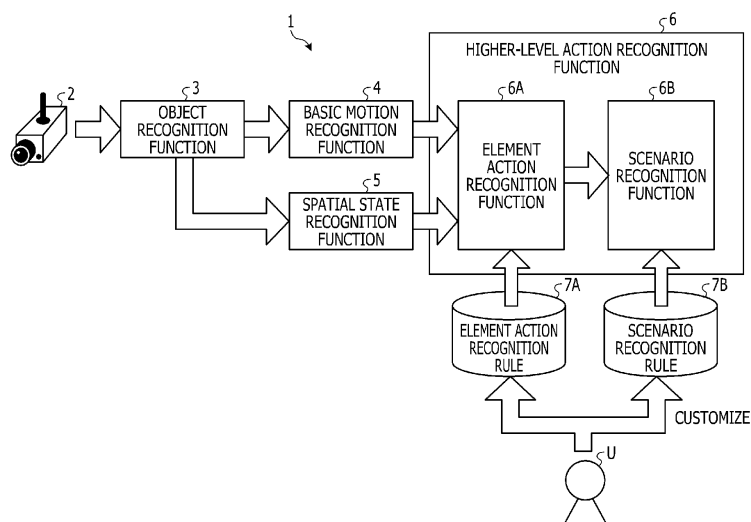 1
6
HIGHER-LEVEL ACTION RECOGNITION
FUNCTION
2
3
OBJECT
RECOGNITION
FUNCTION
4
BASIC MOTION
RECOGNITION
FUNCTION
5
SPATIAL STATE
RECOGNITION
FUNCTION
6A
ELEMENT
ACTION
RECOGNITION
FUNCTION
6B
SCENARIO
RECOGNITION
FUNCTION
7A
ELEMENT ACTION
RECOGNITION
RULE
7B
SCENARIO
RECOGNITION
RULE
CUSTOMIZE
U